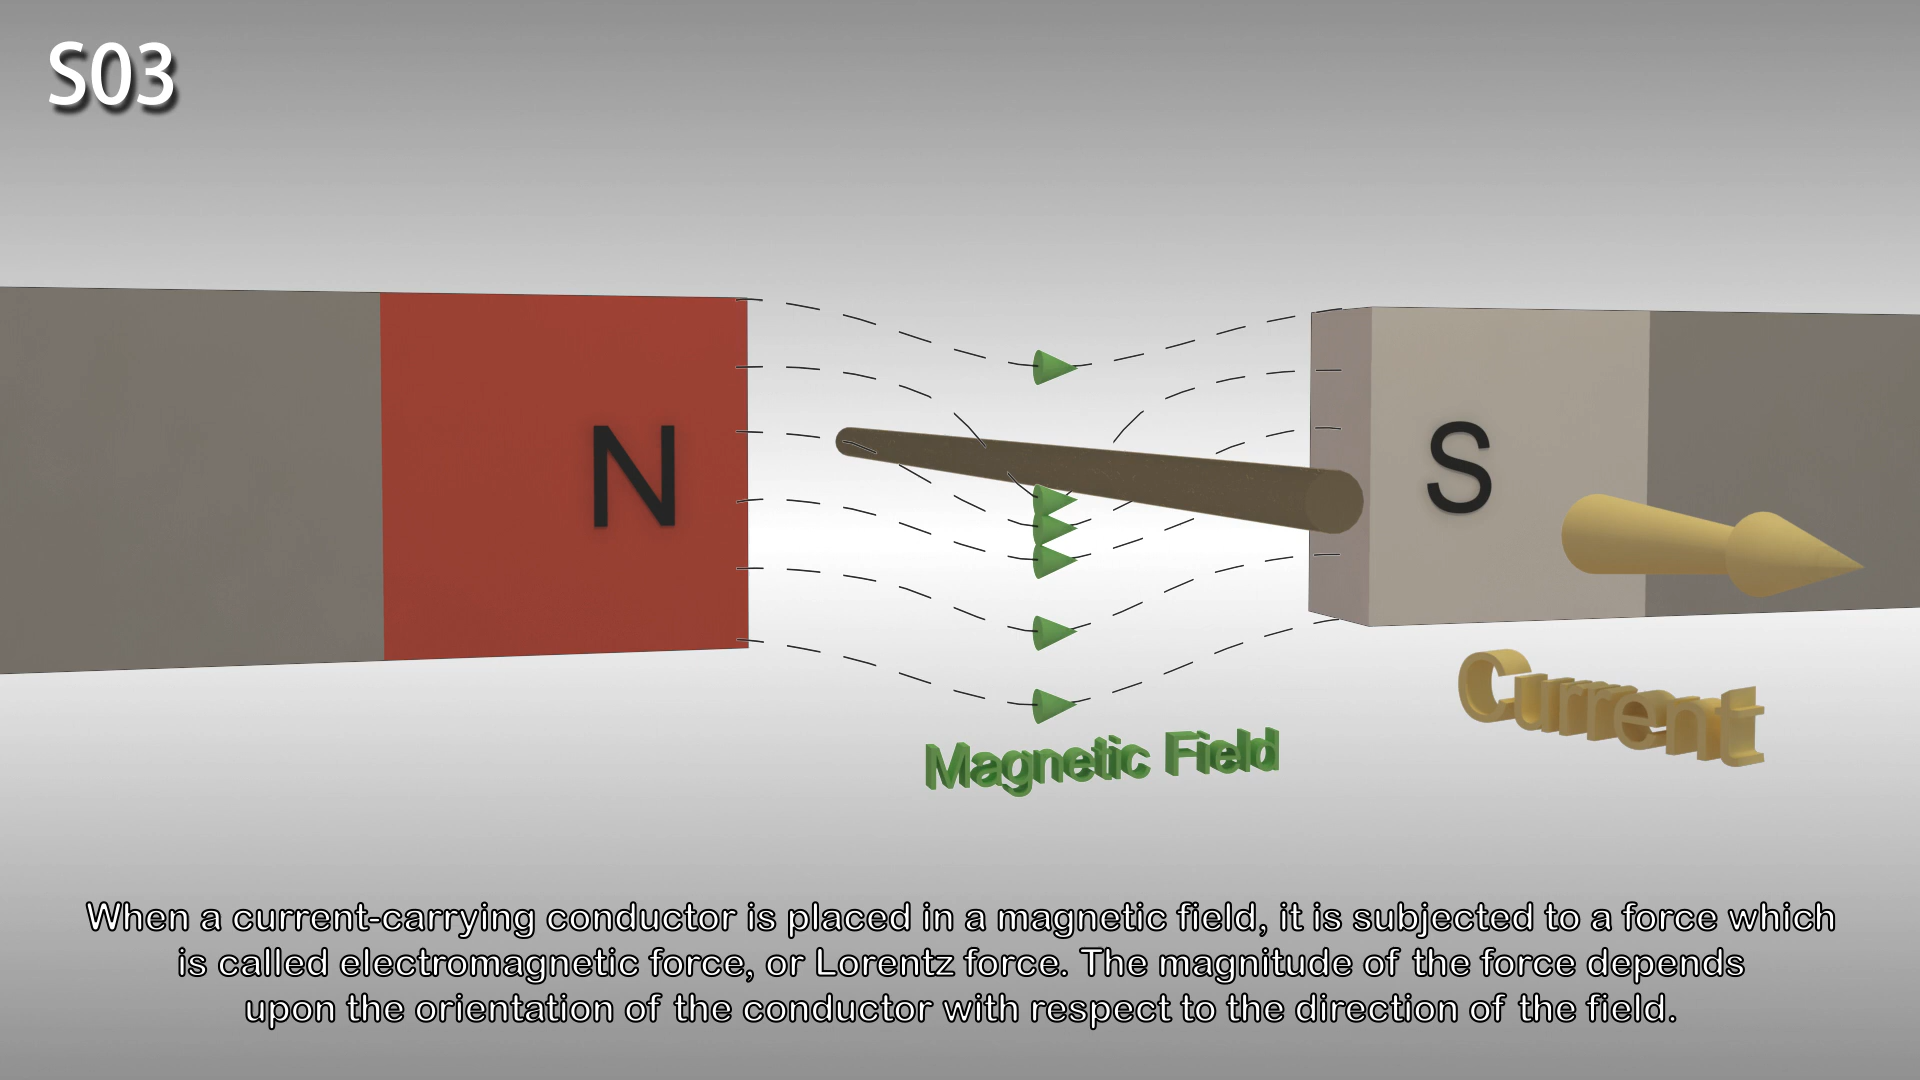 S03
N
S
Current
Magnetic Field
When a current-carrying conductor is placed in a magnetic field, it is subjected to a force which
is called electromagnetic force, or Lorentz force. The magnitude of the force depends
upon the orientation of the conductor with respect to the direction of the field.